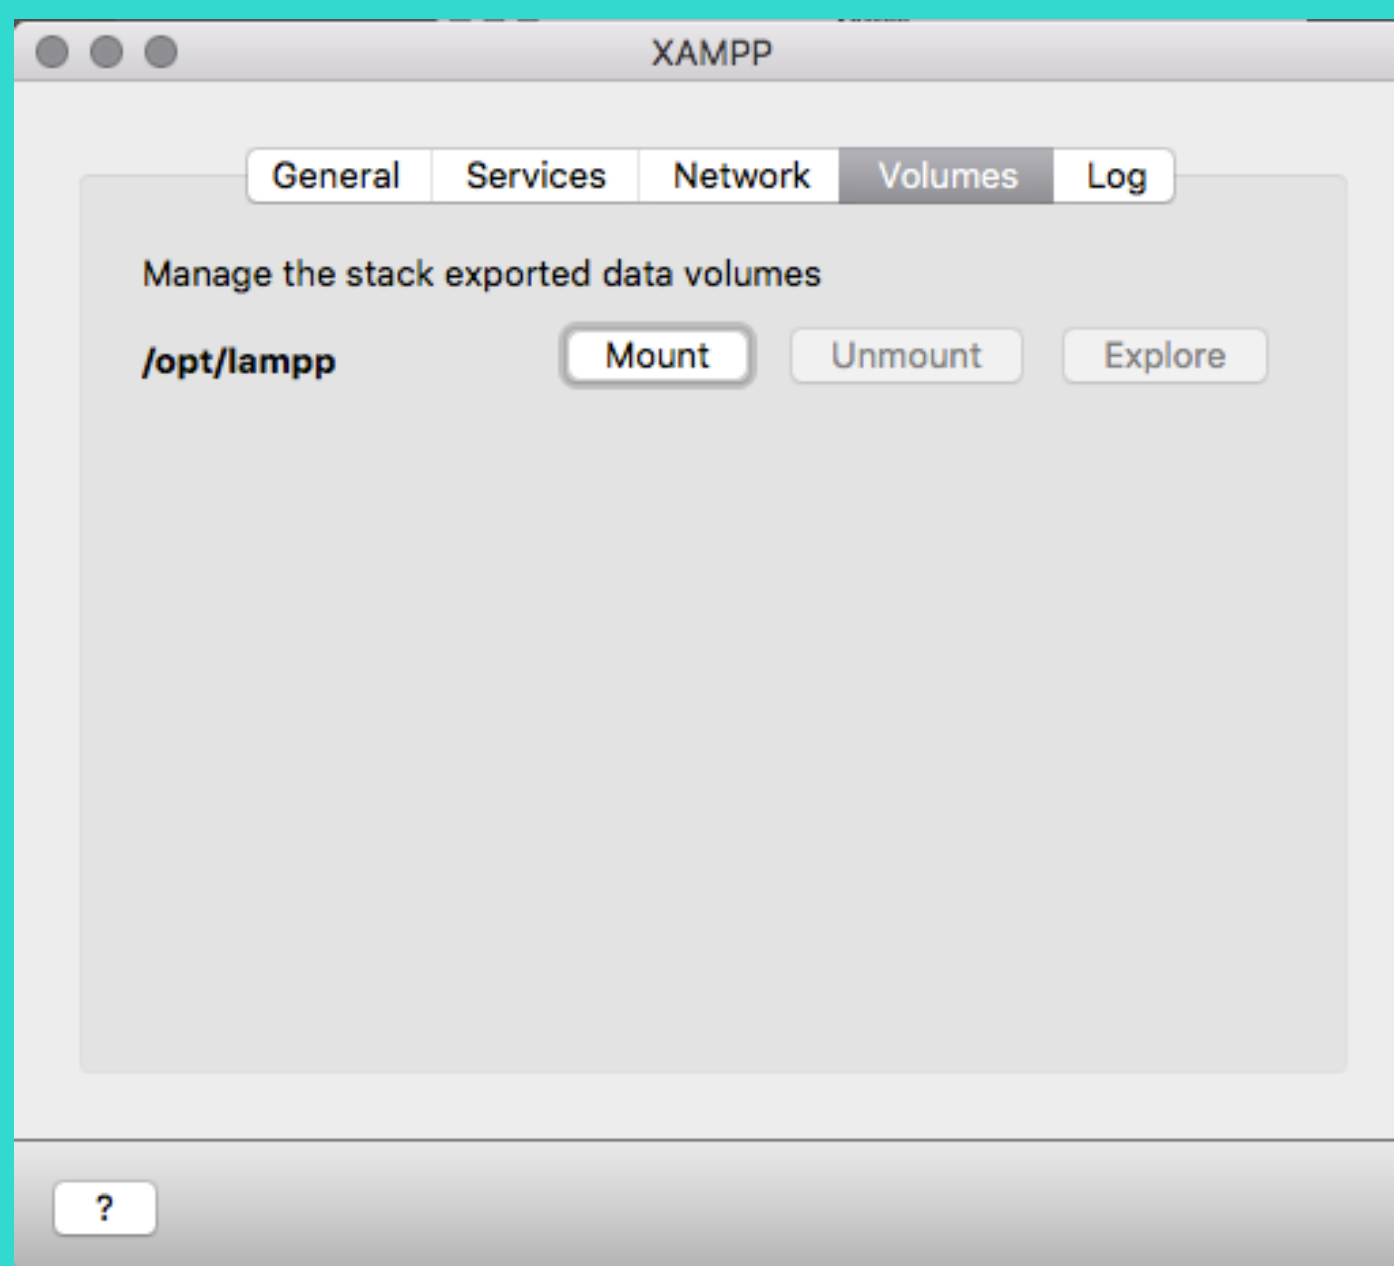 XAMPP
General Services Network Volumes Log
Manage the stack exported data volumes
/opt/lampp Mount Unmount Explore
?